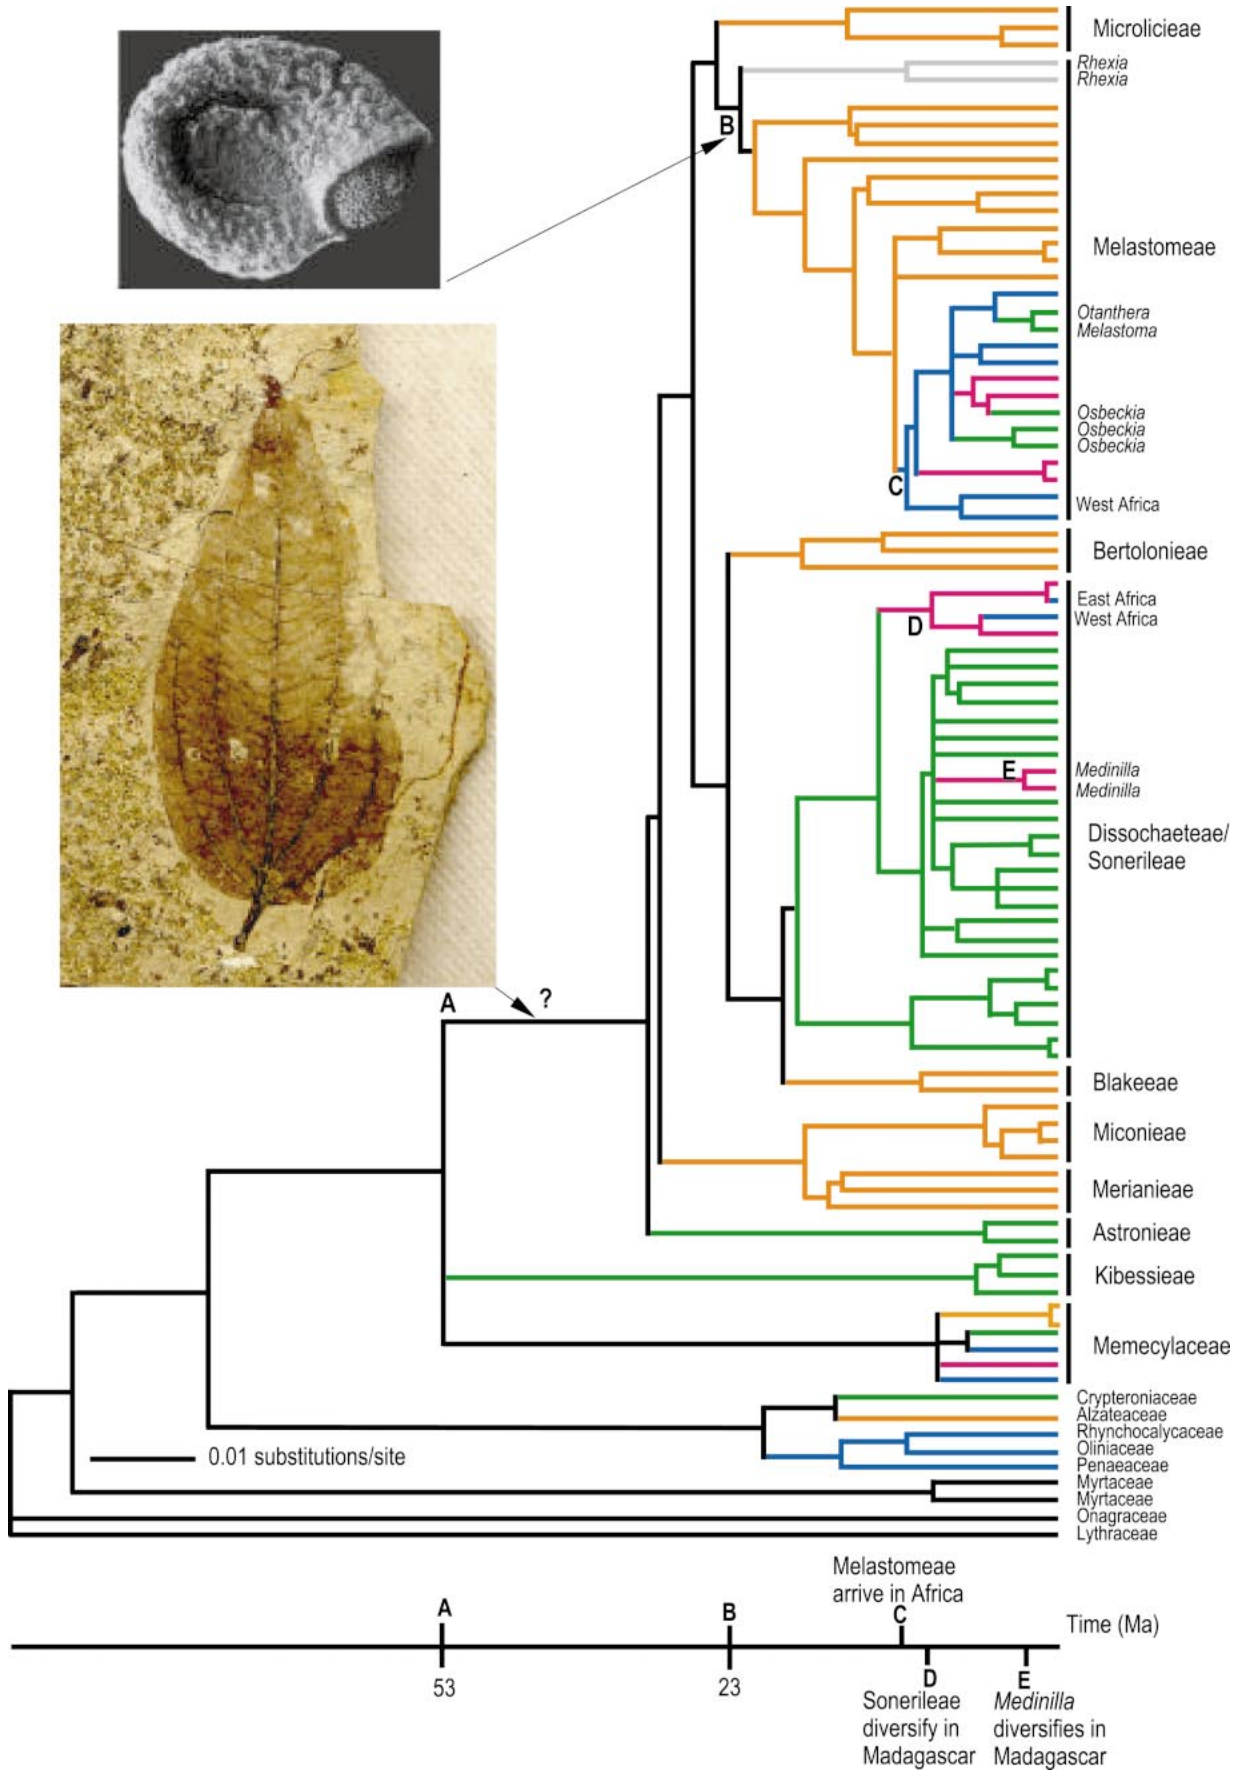 Microlicieae
Rhexia
Rhexia
B
Melastomeae
Otanthera
Melastoma
Osbeckia
Osbeckia
Osbeckia
C
West Africa
Bertolonieae
East Africa
West Africa
D
E
Medinilla
Medinilla
Dissochaeteae/
Sonerileae
A
?
Blakeeae
Miconieae
Merianieae
Astronieae
Kibessieae
Memecylaceae
Crypteroniaceae
Alzateaceae
Rhynchocalycaceae
Oliniaceae
Penaeaceae
0.01 substitutions/site
Myrtaceae
Myrtaceae
Onagraceae
Lythraceae
Melastomeae
arrive in Africa
A
B
C
Time (Ma)
53
23
D
E
Sonerileae
diversify in
Madagascar
Medinilla
diversifies in
Madagascar